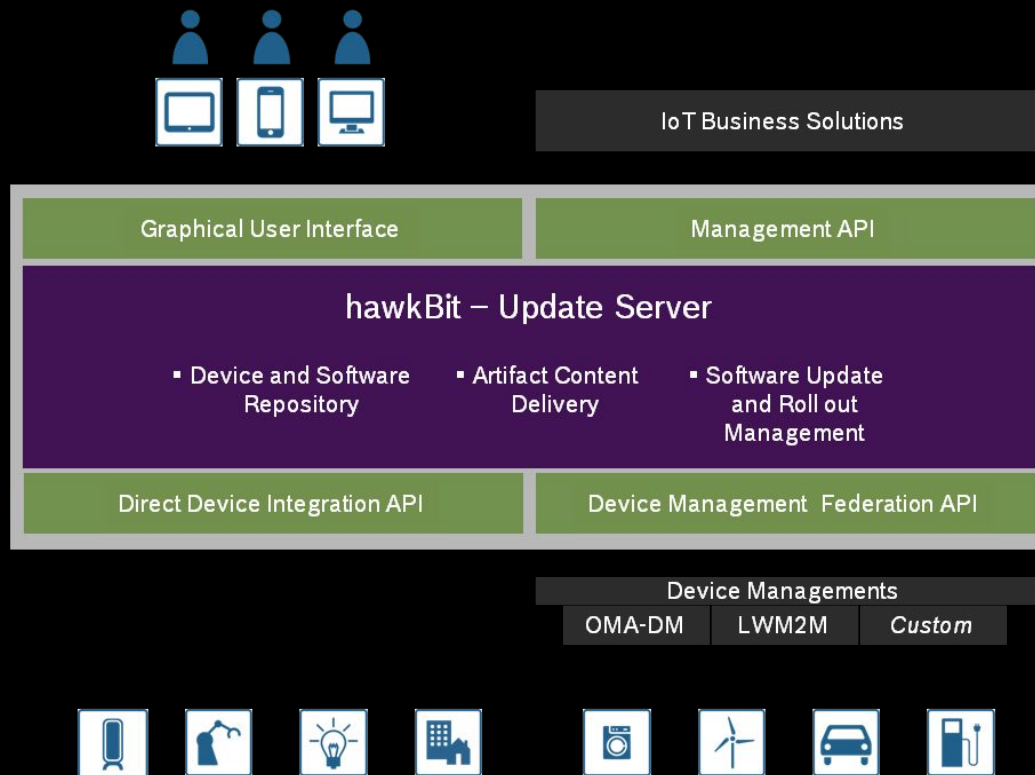 IoT Business Solutions
Graphical User Interface
Management API
hawkBit – Update Server
▪ Device and Software
Repository
▪ Artifact Content
Delivery
▪ Software Update
and Roll out
Management
Direct Device Integration API
Device Management Federation API
Device Managements
OMA-DM
LWM2M
Custom